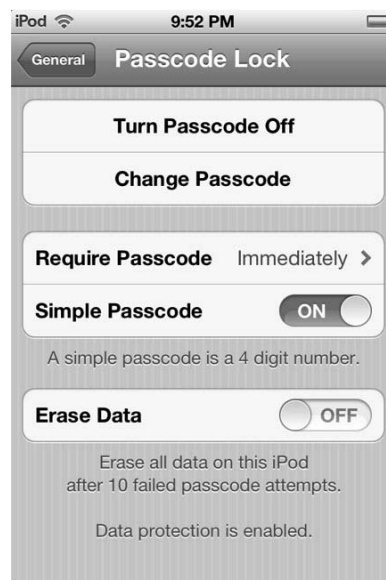 iPod 9:52 PM
General Passcode Lock
Turn Passcode Off
Change Passcode
Require Passcode Immediately
Simple Passcode ON
A simple passcode is a 4 digit number.
Erase Data OFF
Erase all data on this iPod
after 10 failed passcode attempts.
Data protection is enabled.